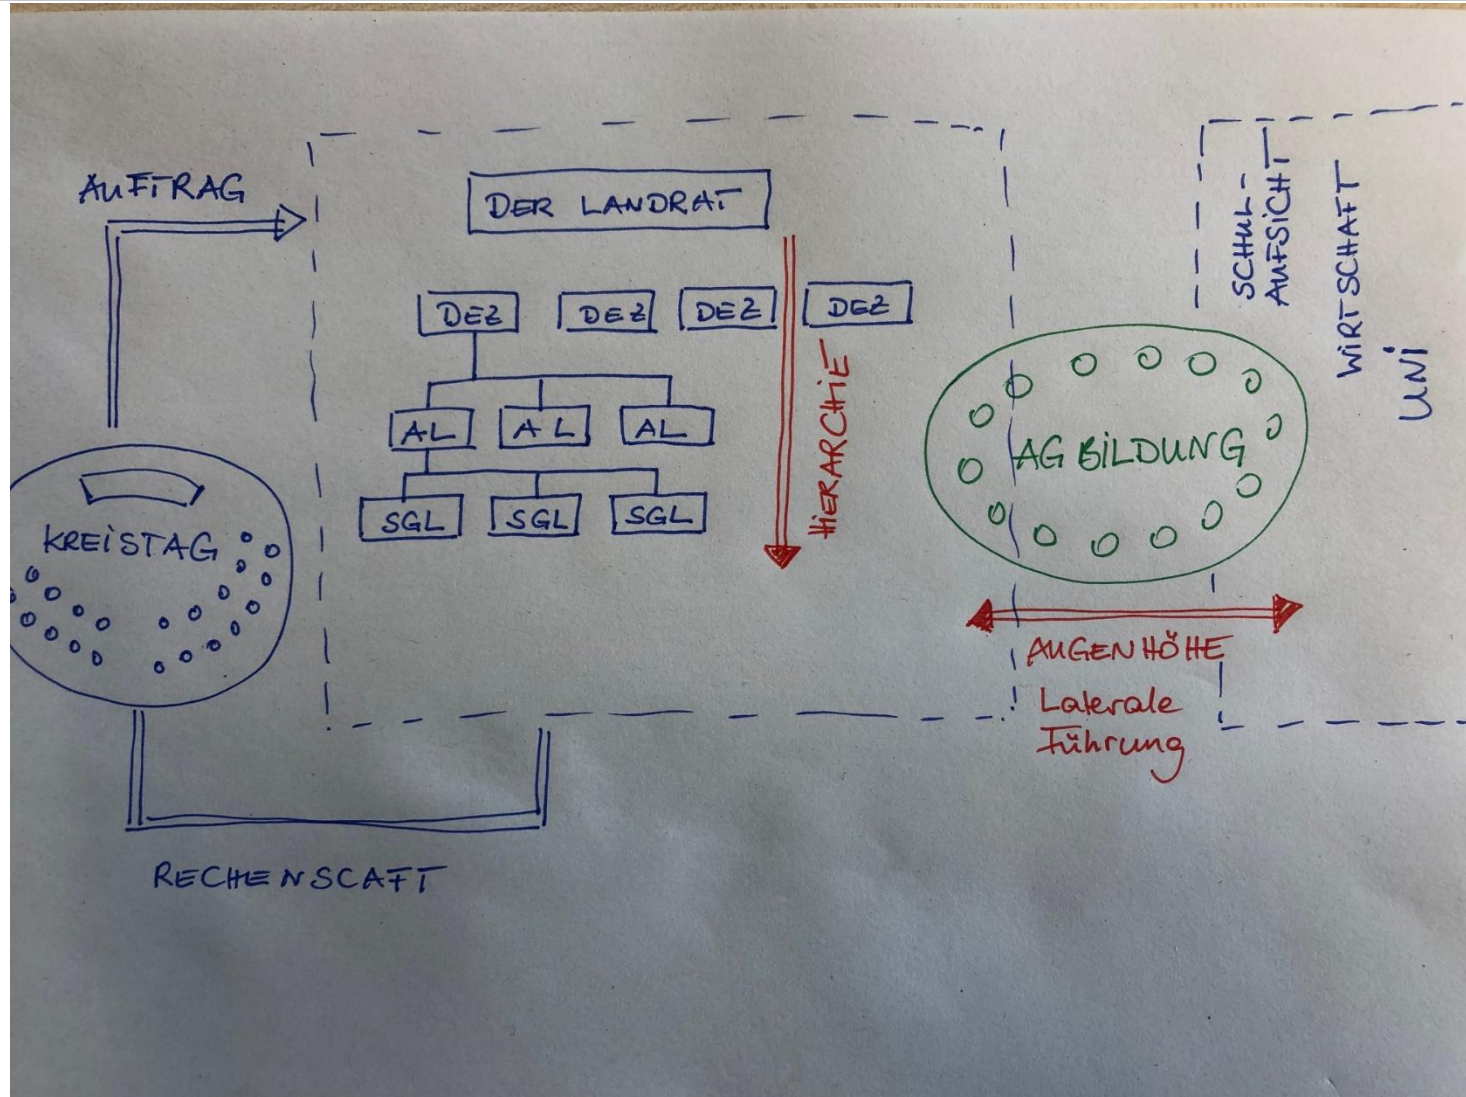 AUFTRAG
DER LANDRAT
DEZ
DEZ
DEZ
DEZ
AL
AL
AL
SGL
SGL
SGL
HIERARCHIE
KREISTAG
RECHENSCAFT
AG BILDUNG
AUGENHÖHE
Laterale
Führung
SCHUL-
AUFSICHT
WIRTSCHAFT
UNI